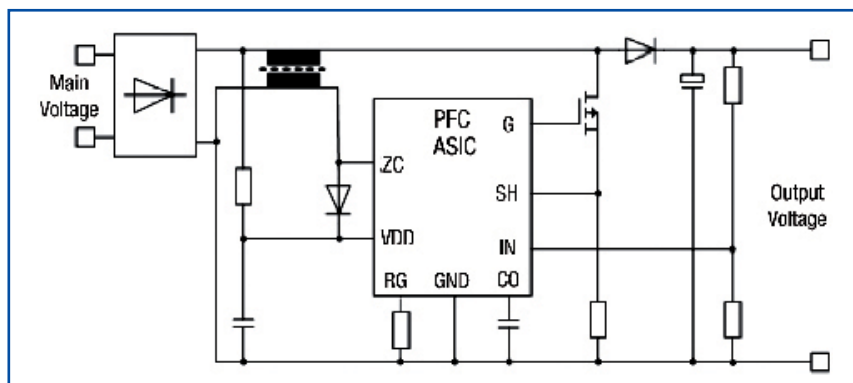 Main
Voltage
PFC
ASIC
G
ZC
SH
Output
Voltage
VDD
IN
RG
GND
CO